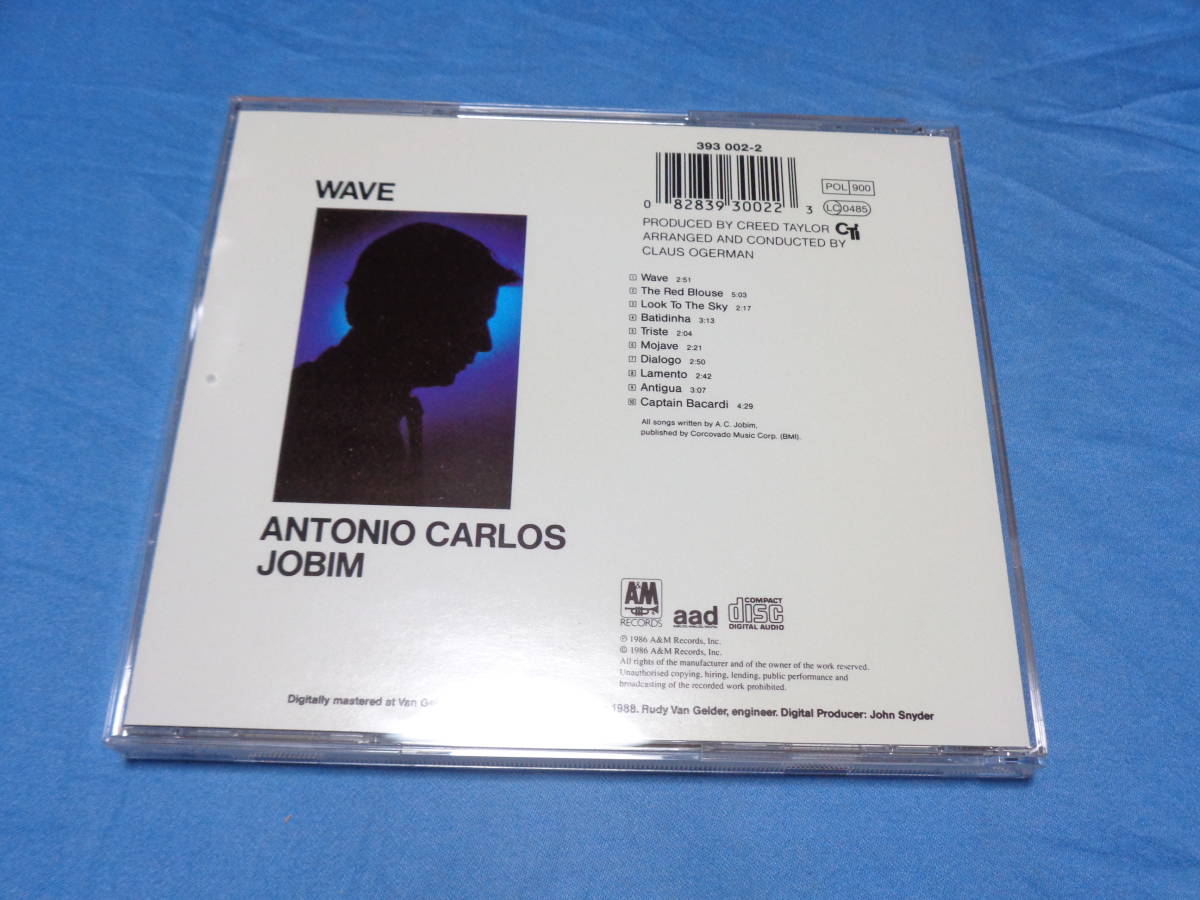 WAVE
ANTONIO CARLOS
JOBIM
393 002-2
0 82839 30022 3
POL 900
LC 0485
PRODUCED BY CREED TAYLOR CTI
ARRANGED AND CONDUCTED BY
CLAUS OGERMAN
1 Wave 2:51
2 The Red Blouse 5:03
3 Look To The Sky 2:17
4 Batidinha 3:13
5 Triste 2:04
6 Mojave 2:21
7 Dialogo 2:50
8 Lamento 2:42
9 Antigua 3:07
10 Captain Bacardi 4:29
All songs written by A.C. Jobim,
published by Corcovado Music Corp. (BMI).
A&M
RECORDS
aad
COMPACT
disc
DIGITAL AUDIO
℗ 1986 A&M Records, Inc.
© 1986 A&M Records, Inc.
All rights of the manufacturer and of the owner of the work reserved.
Unauthorised copying, hiring, lending, public performance and
broadcasting of the recorded work prohibited.
Digitally mastered at Van 1988. Rudy Van Gelder, engineer. Digital Producer: John Snyder